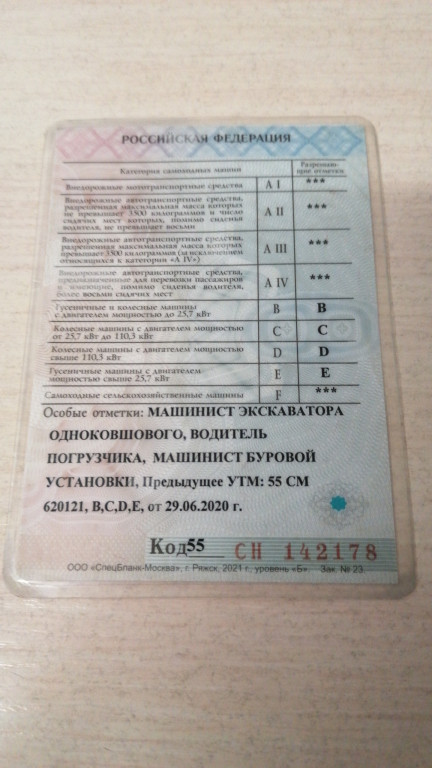 РОССИЙСКАЯ ФЕДЕРАЦИЯ
Категория самоходных машин
Разрешаю-
щие отметки
Внедорожные мототранспортные средства A I ***
Внедорожные автотранспортные средства,
разрешенная максимальная масса которых
не превышает 3500 килограммов и число
сидячих мест которых, помимо сиденья
водителя, не превышает восьми
A II ***
Внедорожные автотранспортные средства,
разрешенная максимальная масса которых
превышает 3500 килограммов (за исключением
относящихся к категории «A IV»)
A III ***
Внедорожные автотранспортные средства,
предназначенные для перевозки пассажиров
и имеющие, помимо сиденья водителя,
более восьми сидячих мест
A IV ***
Гусеничные и колесные машины
с двигателем мощностью до 25,7 кВт
B B
Колесные машины с двигателем мощностью
от 25,7 кВт до 110,3 кВт
C C
Колесные машины с двигателем мощностью
свыше 110,3 кВт
D D
Гусеничные машины с двигателем
мощностью свыше 25,7 кВт
E E
Самоходные сельскохозяйственные машины F ***
Особые отметки: МАШИНИСТ ЭКСКАВАТОРА
ОДНОКОВШОВОГО, ВОДИТЕЛЬ
ПОГРУЗЧИКА, МАШИНИСТ БУРОВОЙ
УСТАНОВКИ, Предыдущее УТМ: 55 СМ
620121, B,C,D,E, от 29.06.2020 г.
Код55 СН 142178
ООО «СпецБланк-Москва», г. Ряжск, 2021 г., уровень «Б». Зак. № 23